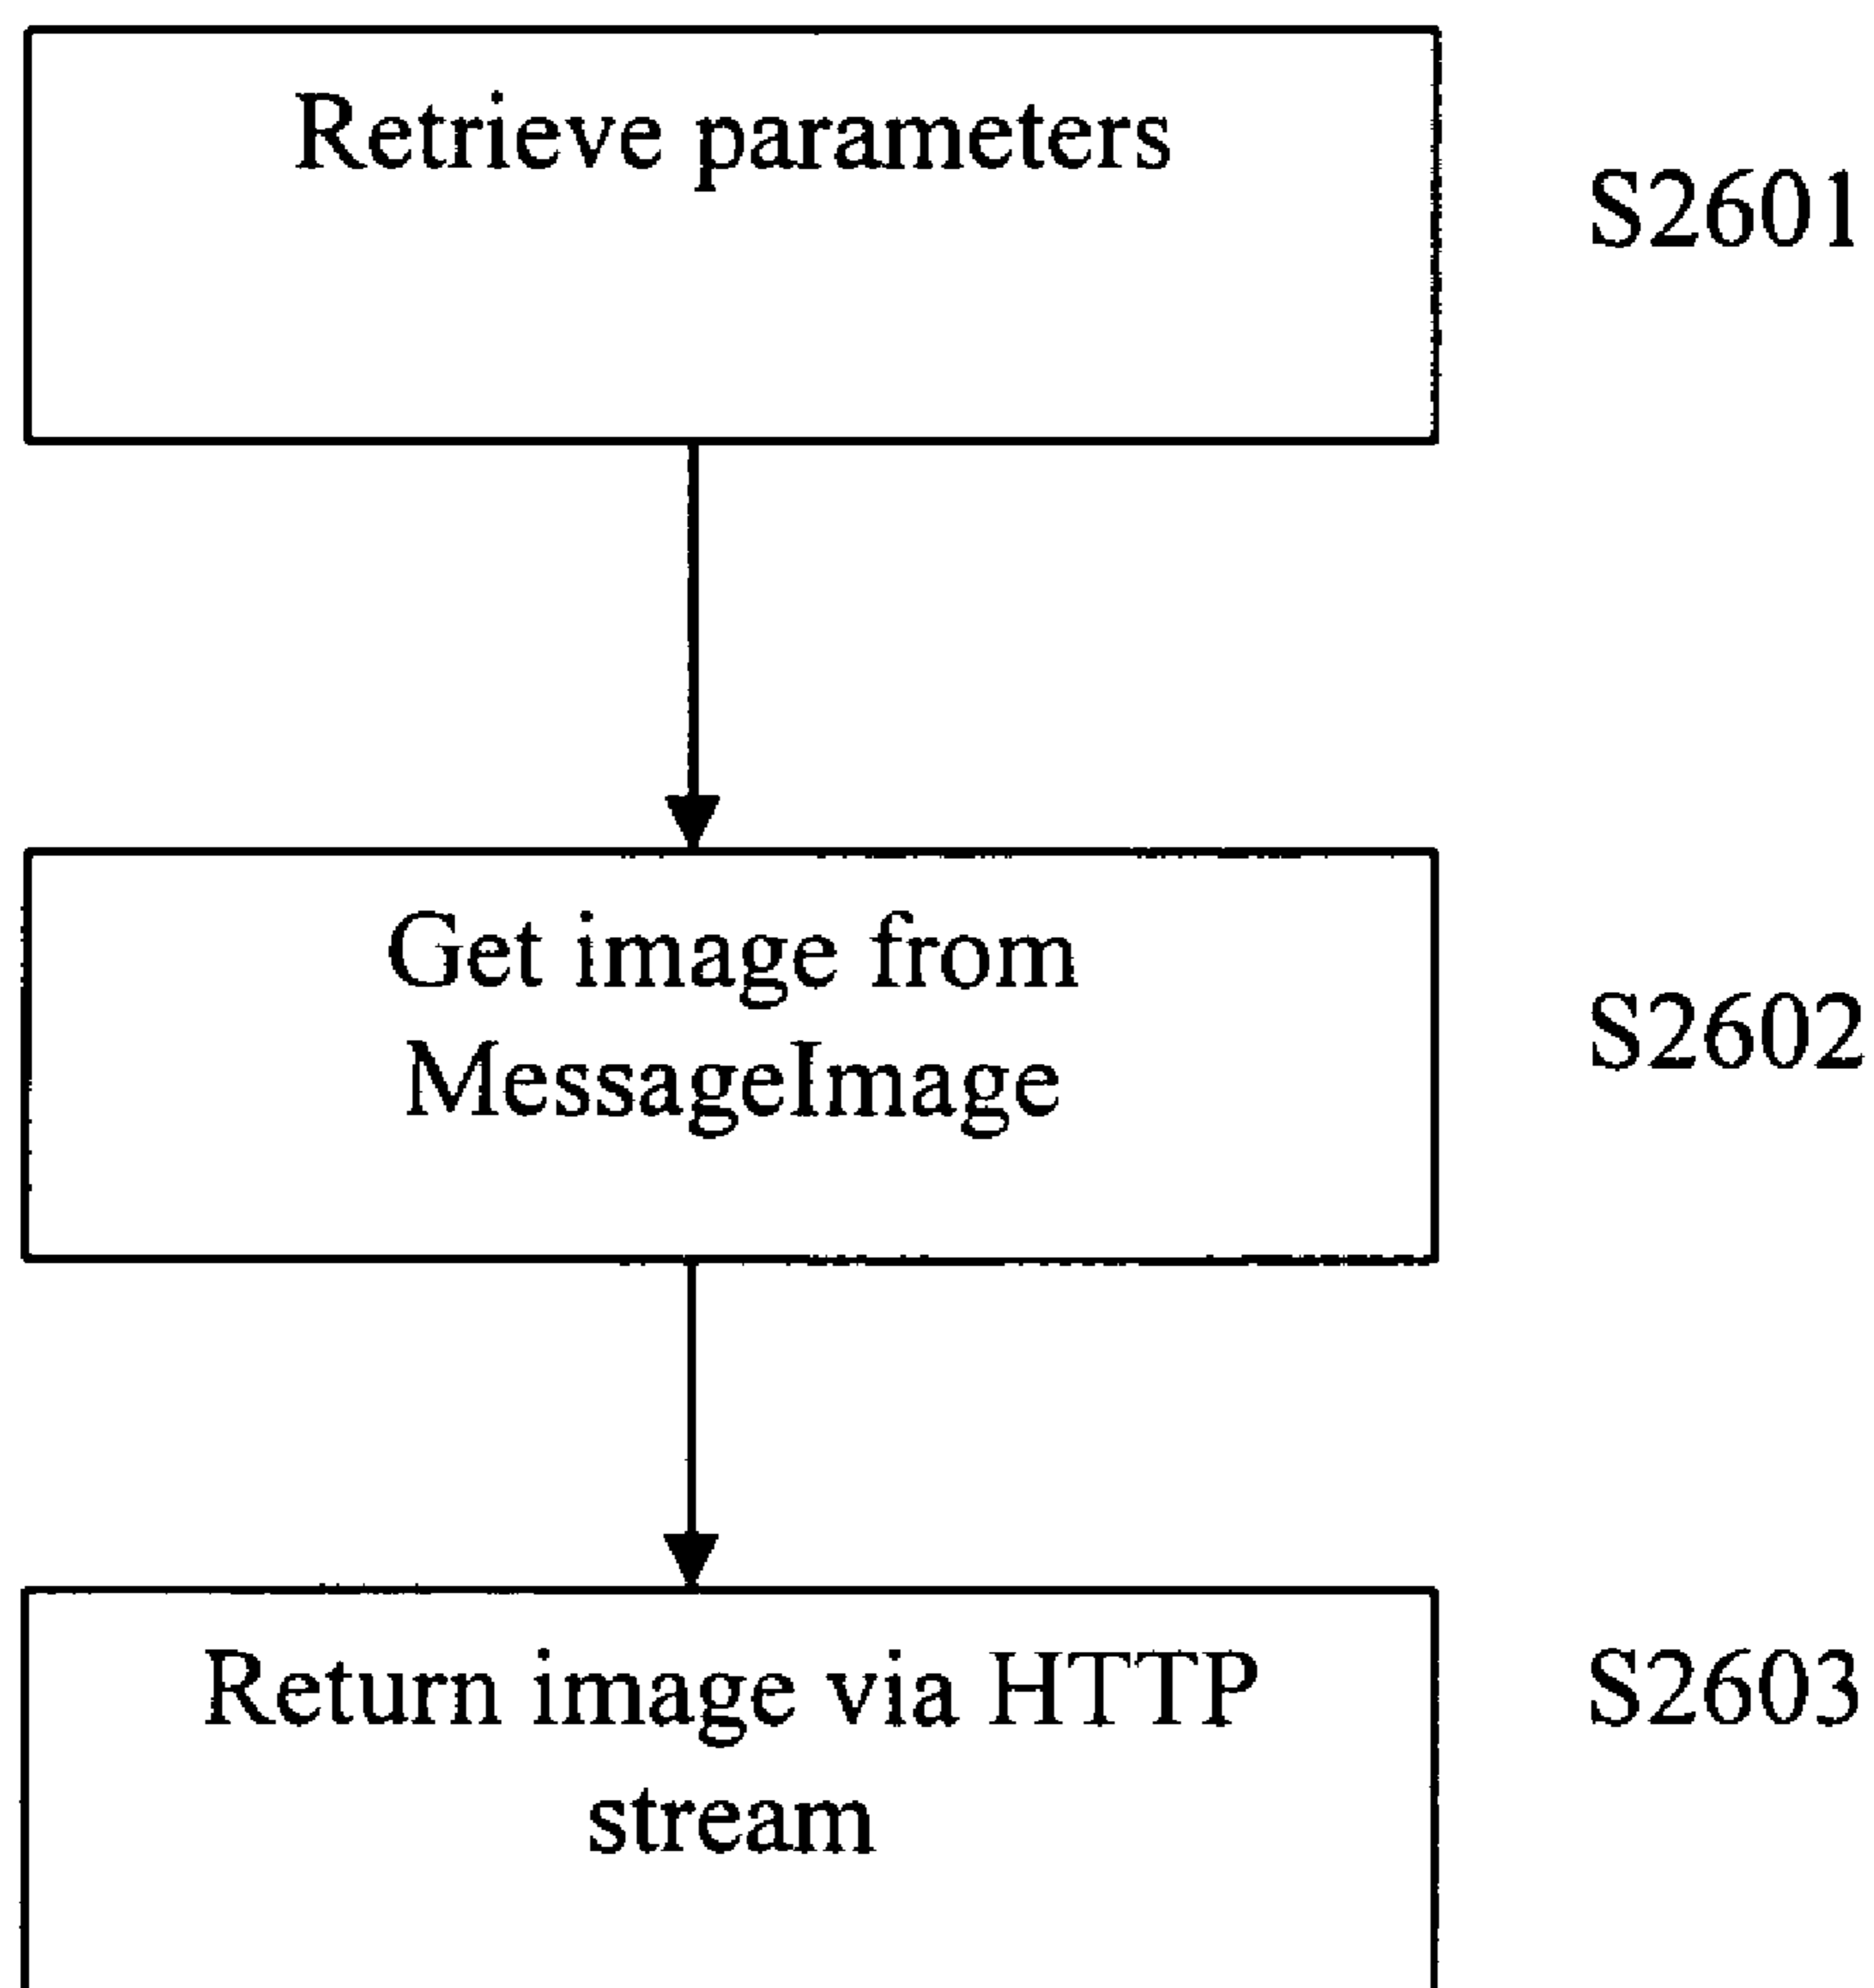 Retrieve parameters
S2601
Get image from
MessageImage
S2602
Return image via HTTP
stream
S2603